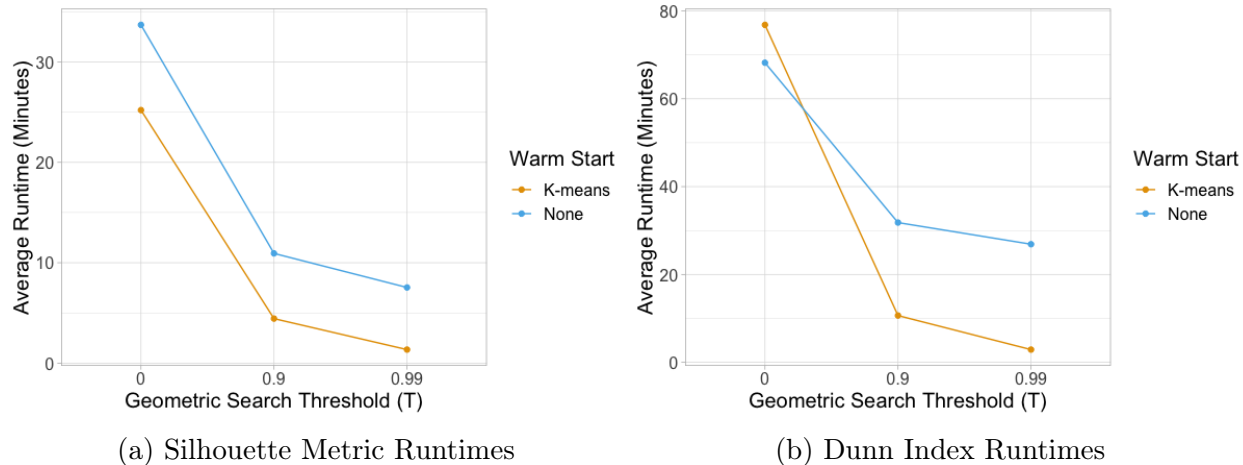 Average Runtime (Minutes)
30
20
10
0
0
0.9
0.99
Geometric Search Threshold (T)
Warm Start
K-means
None
(a) Silhouette Metric Runtimes
Average Runtime (Minutes)
80
60
40
20
0
0
0.9
0.99
Geometric Search Threshold (T)
Warm Start
K-means
None
(b) Dunn Index Runtimes